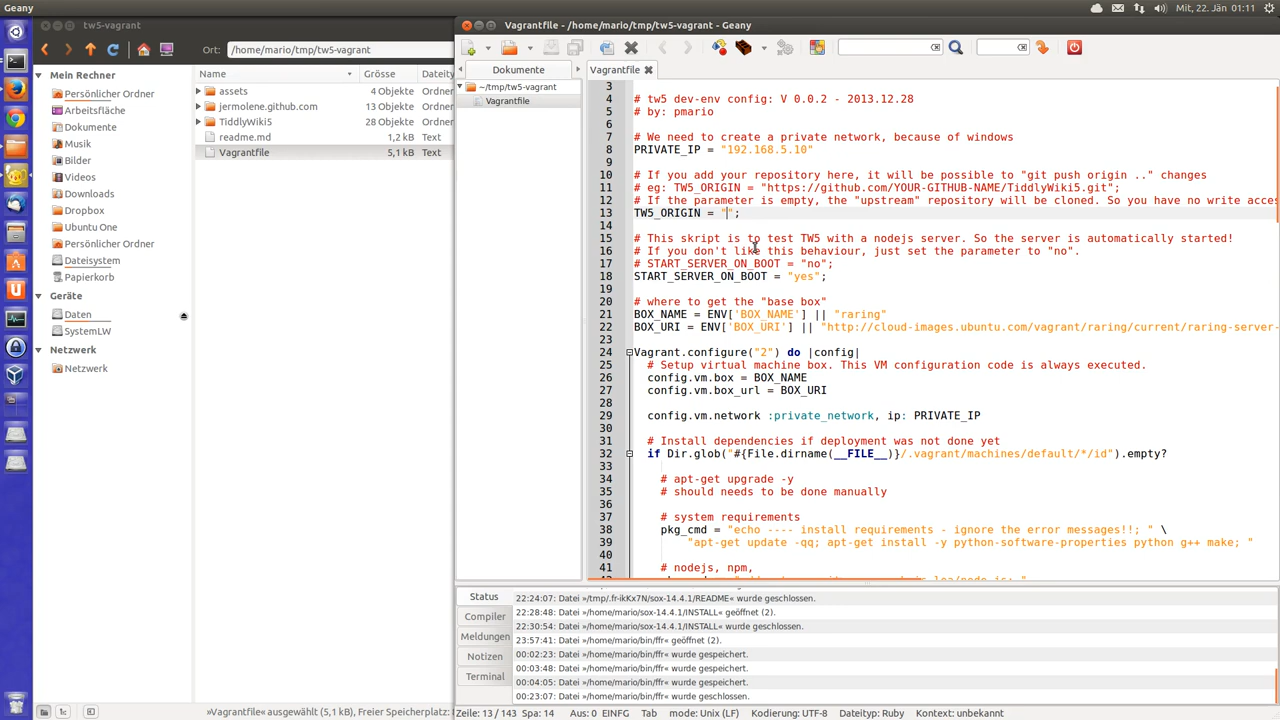 Geany
Mit, 22. Jän 01:11
tw5-vagrant
Ort: /home/mario/tmp/tw5-vagrant
Mein Rechner
Persönlicher Ordner
Arbeitsfläche
Dokumente
Musik
Bilder
Videos
Downloads
Dropbox
Ubuntu One
Persönlicher Ordner
Dateisystem
Papierkorb
Geräte
Daten
SystemLW
Netzwerk
Netzwerk
Name Grösse Dateity
assets 4 Objekte Ordner
jermolene.github.com 13 Objekte Ordner
TiddlyWiki5 28 Objekte Ordner
readme.md 1,2 kB Text
Vagrantfile 5,1 kB Text
»Vagrantfile« ausgewählt (5,1 kB), Freier Speicherplatz:
Vagrantfile - /home/mario/tmp/tw5-vagrant - Geany
Dokumente
~/tmp/tw5-vagrant
Vagrantfile
Vagrantfile
3
4 # tw5 dev-env config: V 0.0.2 - 2013.12.28
5 # by: pmario
6
7 # We need to create a private network, because of windows
8 PRIVATE_IP = "192.168.5.10"
9
10 # If you add your repository here, it will be possible to "git push origin .." changes
11 # eg: TW5_ORIGIN = "https://github.com/YOUR-GITHUB-NAME/TiddlyWiki5.git";
12 # If the parameter is empty, the "upstream" repository will be cloned. So you have no write acces
13 TW5_ORIGIN = "";
14
15 # This skript is to test TW5 with a nodejs server. So the server is automatically started!
16 # If you don't like this behaviour, just set the parameter to "no".
17 # START_SERVER_ON_BOOT = "no";
18 START_SERVER_ON_BOOT = "yes";
19
20 # where to get the "base box"
21 BOX_NAME = ENV['BOX_NAME'] || "raring"
22 BOX_URI = ENV['BOX_URI'] || "http://cloud-images.ubuntu.com/vagrant/raring/current/raring-server-
23
24 Vagrant.configure("2") do |config|
25 # Setup virtual machine box. This VM configuration code is always executed.
26 config.vm.box = BOX_NAME
27 config.vm.box_url = BOX_URI
28
29 config.vm.network :private_network, ip: PRIVATE_IP
30
31 # Install dependencies if deployment was not done yet
32 if Dir.glob("#{File.dirname(__FILE__)}/.vagrant/machines/default/*/id").empty?
33
34 # apt-get upgrade -y
35 # should needs to be done manually
36
37 # system requirements
38 pkg_cmd = "echo ---- install requirements - ignore the error messages!!; " \
39 "apt-get update -qq; apt-get install -y python-software-properties python g++ make; "
40
41 # nodejs, npm,
Status
Compiler
Meldungen
Notizen
Terminal
22:24:07: Datei »/tmp/.fr-ikKx7N/sox-14.4.1/README« wurde geschlossen.
22:28:48: Datei »/home/mario/sox-14.4.1/INSTALL« geöffnet (2).
22:30:54: Datei »/home/mario/sox-14.4.1/INSTALL« wurde geschlossen.
23:57:41: Datei »/home/mario/bin/ffr« geöffnet (2).
00:02:23: Datei »/home/mario/bin/ffr« wurde gespeichert.
00:03:48: Datei »/home/mario/bin/ffr« wurde gespeichert.
00:04:05: Datei »/home/mario/bin/ffr« wurde gespeichert.
00:23:07: Datei »/home/mario/bin/ffr« wurde geschlossen.
Zeile: 13 / 143 Spa: 14 Aus: 0 EINFG Tab mode: Unix (LF) Kodierung: UTF-8 Dateityp: Ruby Kontext: unbekannt